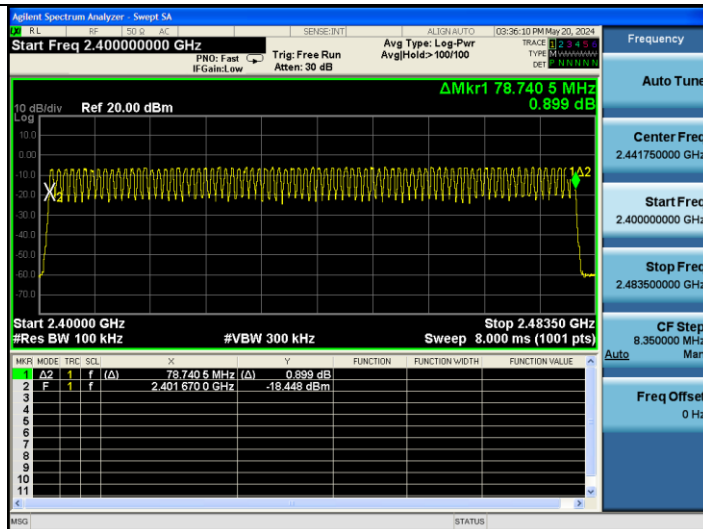 Agilent Spectrum Analyzer - Swept SA
RL RF 50 Ω AC SENSE:INT ALIGN AUTO 03:36:10 PM May 20, 2024
Start Freq 2.400000000 GHz
PNO: Fast
IFGain:Low
Trig: Free Run
Atten: 30 dB
Avg Type: Log-Pwr
Avg|Hold:> 100/100
TRACE 1 2 3 4 5 6
TYPE M
DET P N N N N N
ΔMkr1 78.740 5 MHz
0.899 dB
10 dB/div Ref 20.00 dBm
Log
10.0
0.00
-10.0
-20.0
-30.0
-40.0
-50.0
-60.0
-70.0
X2
1Δ2
Start 2.40000 GHz Stop 2.48350 GHz
#Res BW 100 kHz #VBW 300 kHz Sweep 8.000 ms (1001 pts)
MKR MODE TRC SCL X Y FUNCTION FUNCTION WIDTH FUNCTION VALUE
1 Δ2 1 f (Δ) 78.740 5 MHz (Δ) 0.899 dB
2 F 1 f 2.401 670 0 GHz -18.448 dBm
3
4
5
6
7
8
9
10
11
MSG STATUS
Frequency
Auto Tune
Center Freq
2.441750000 GHz
Start Freq
2.400000000 GHz
Stop Freq
2.483500000 GHz
CF Step
8.350000 MHz
Auto Man
Freq Offset
0 Hz